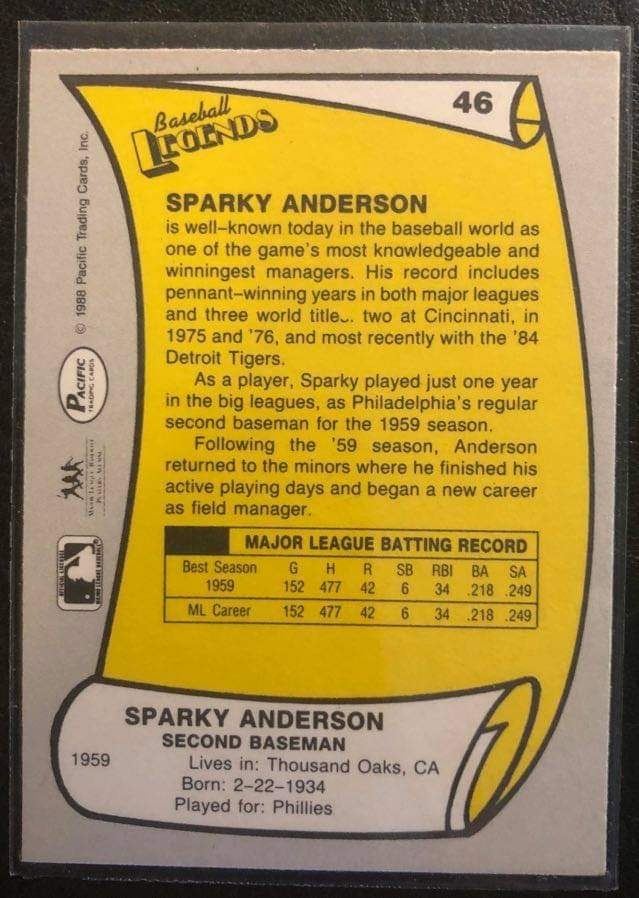 46
Baseball
LEGENDS
SPARKY ANDERSON
is well-known today in the baseball world as
one of the game's most knowledgeable and
winningest managers. His record includes
pennant-winning years in both major leagues
and three world title.. two at Cincinnati, in
1975 and '76, and most recently with the '84
Detroit Tigers.
As a player, Sparky played just one year
in the big leagues, as Philadelphia's regular
second baseman for the 1959 season.
Following the '59 season, Anderson
returned to the minors where he finished his
active playing days and began a new career
as field manager.
MAJOR LEAGUE BATTING RECORD
Best Season G H R SB RBI BA SA
1959 152 477 42 6 34 .218 .249
ML Career 152 477 42 6 34 .218 .249
SPARKY ANDERSON
SECOND BASEMAN
1959
Lives in: Thousand Oaks, CA
Born: 2-22-1934
Played for: Phillies
© 1988 Pacific Trading Cards, Inc.
PACIFIC
TRADING CARDS